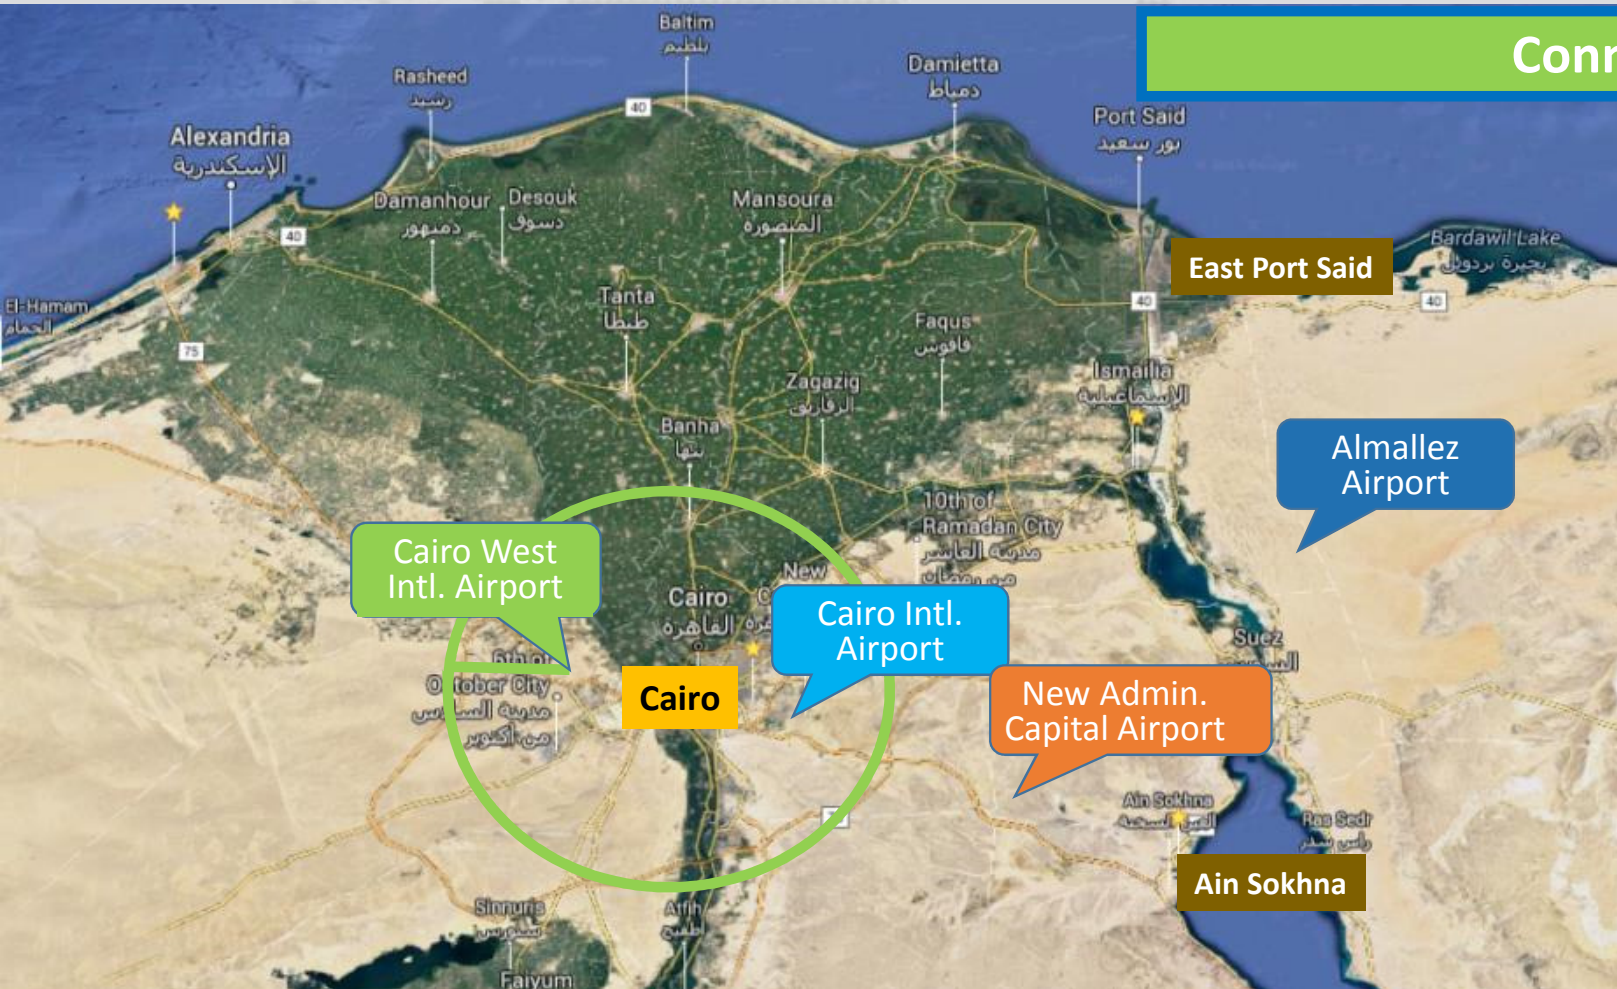 Conn
Baltim
بلطيم
Rasheed
رشيد
40
Damietta
دمياط
Port Said
بور سعيد
Alexandria
الإسكندرية
40
Damanhour
دمنهور
Desouk
دسوق
Mansoura
المنصورة
Bardawil Lake
بحيرة بردويل
East Port Said
40
40
El-Hamam
الحمام
75
Tanta
طنطا
Faqus
فاقوس
Ismailia
الإسماعيلية
Zagazig
الزقازيق
Banha
بنها
Almallez
Airport
10th of
Ramadan City
مدينة العاشر
من رمضان
Cairo West
Intl. Airport
New
Cairo
القاهرة
Cairo Intl.
Airport
Suez
السويس
6th of
October City
مدينة السادس
من أكتوبر
Cairo
New Admin.
Capital Airport
Ain Sokhna
العين السخنة
Ras Sedr
راس سدر
Ain Sokhna
Sinnuris
سنورس
Atfih
أطفيح
Faiyum